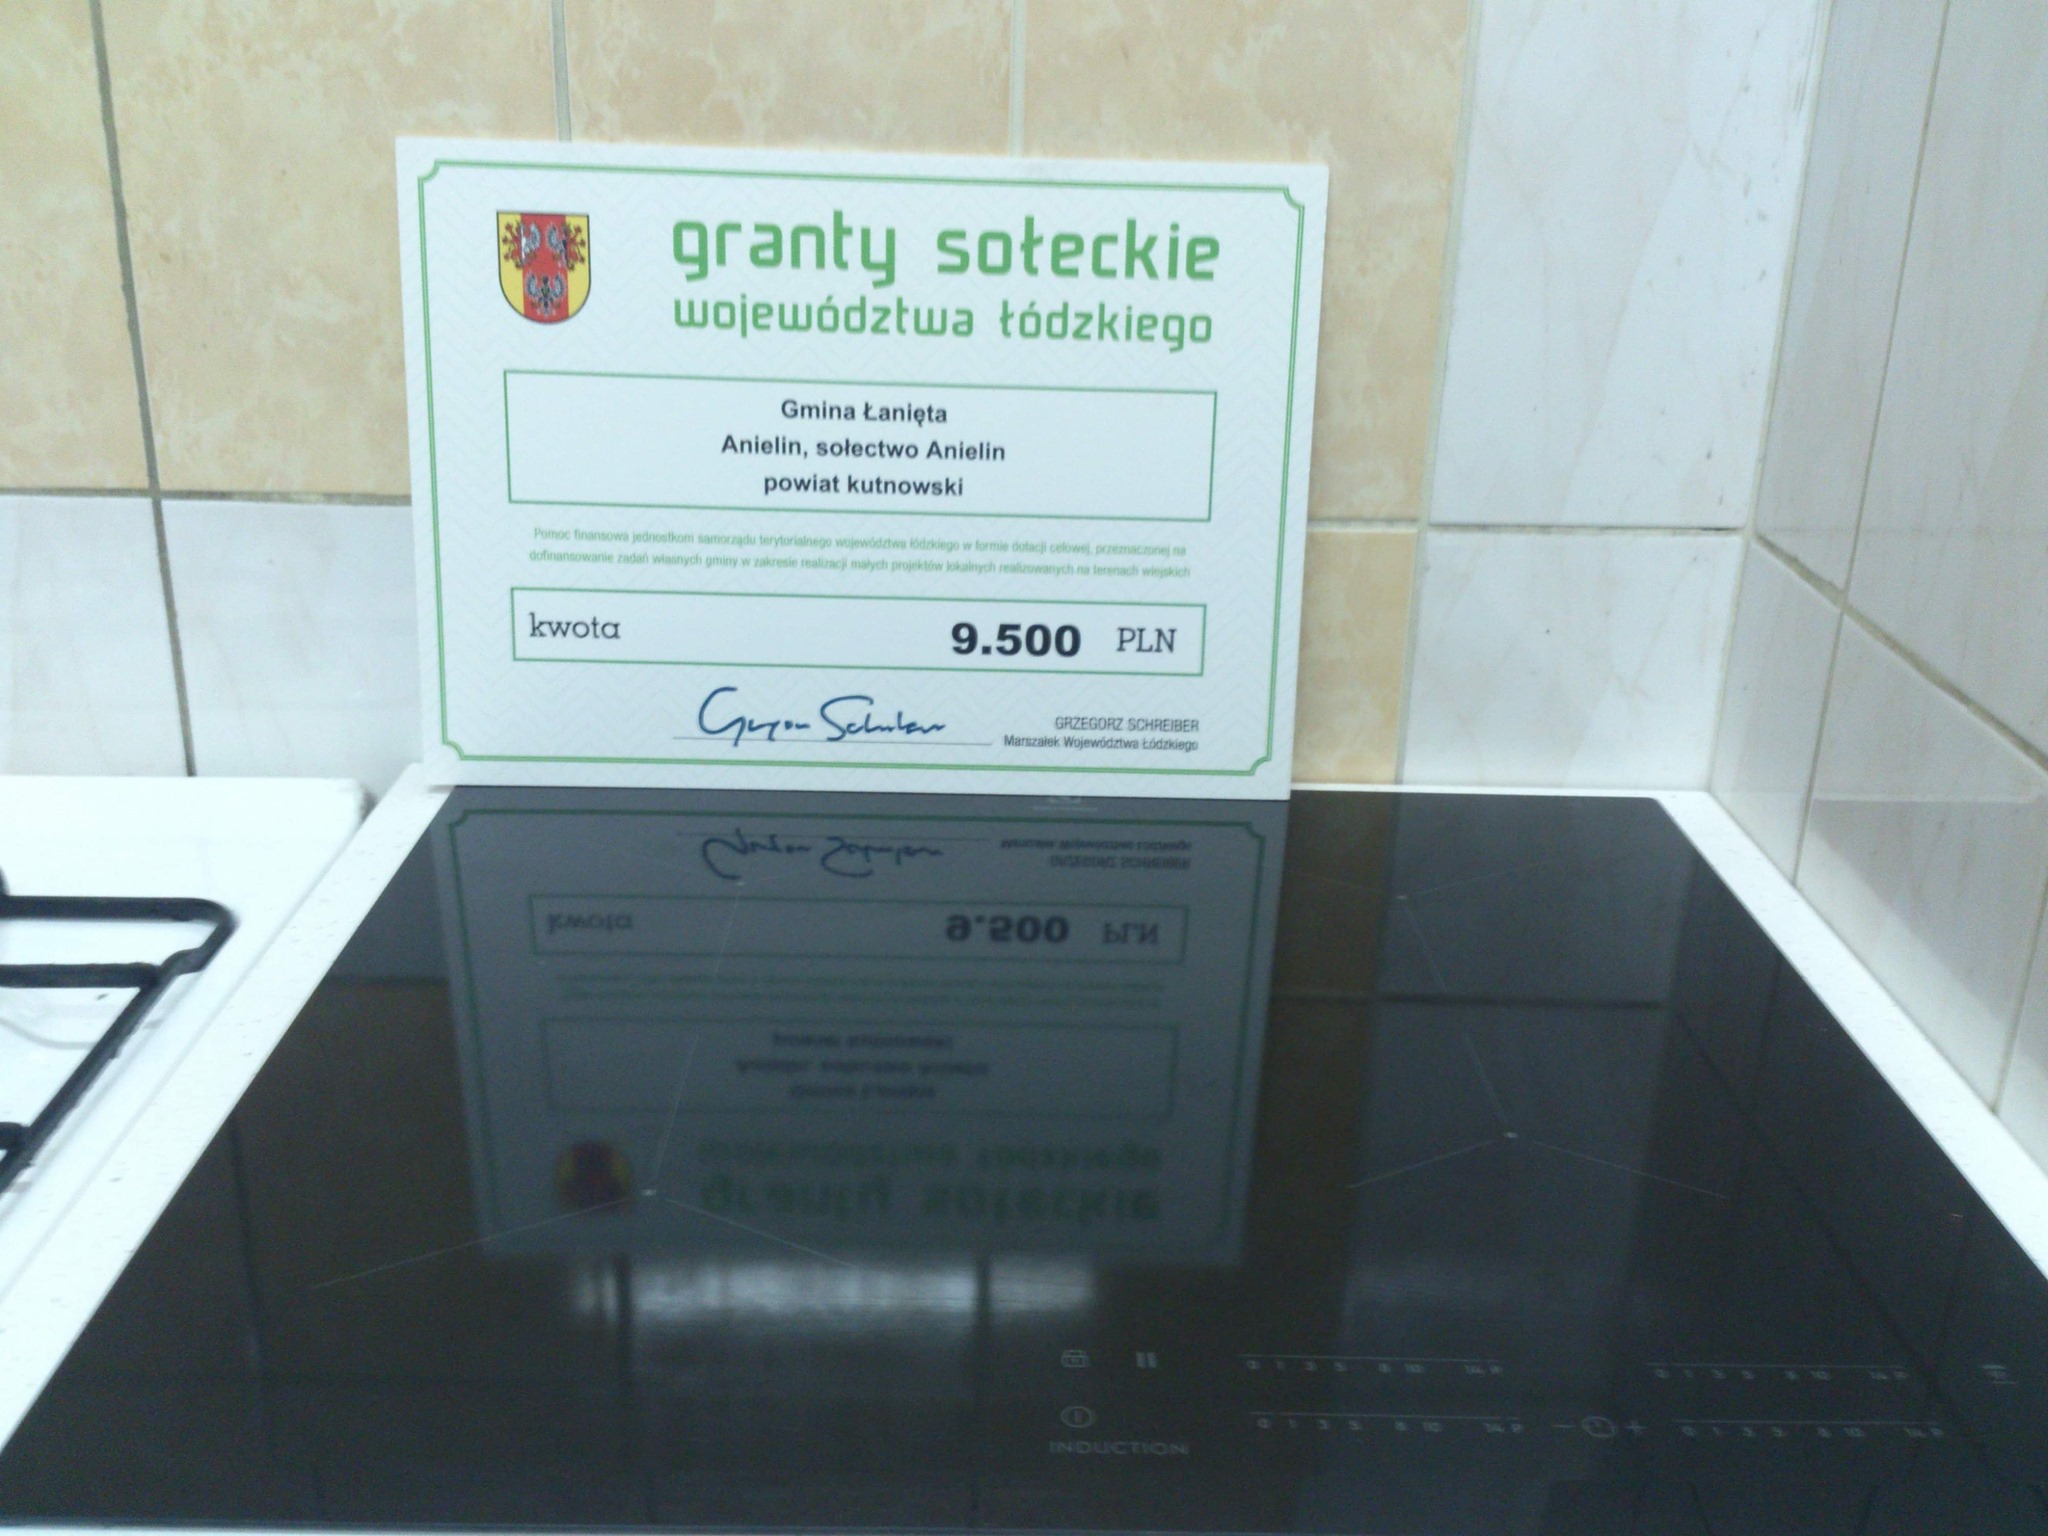 granty sołeckie
województwa łódzkiego
Gmina Łanięta
Anielin, sołectwo Anielin
powiat kutnowski
Pomoc finansowa jednostkom samorządu terytorialnego województwa łódzkiego w formie dotacji celowej, przeznaczonej na
dofinansowanie zadań własnych gminy w zakresie realizacji małych projektów lokalnych realizowanych na terenach wiejskich
kwota 9.500 PLN
GRZEGORZ SCHREIBER
Marszałek Województwa Łódzkiego
INDUCTION